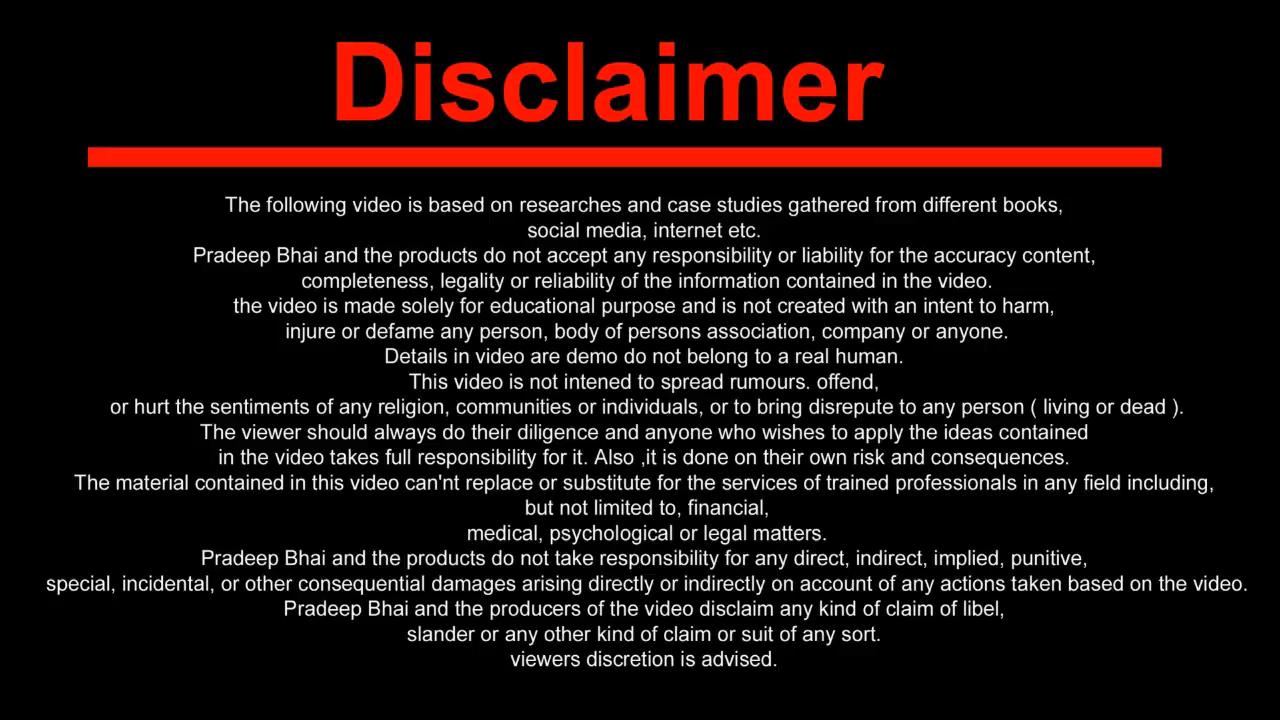 Disclaimer
The following video is based on researches and case studies gathered from different books,
social media, internet etc.
Pradeep Bhai and the products do not accept any responsibility or liability for the accuracy content,
completeness, legality or reliability of the information contained in the video.
the video is made solely for educational purpose and is not created with an intent to harm,
injure or defame any person, body of persons association, company or anyone.
Details in video are demo do not belong to a real human.
This video is not intened to spread rumours. offend,
or hurt the sentiments of any religion, communities or individuals, or to bring disrepute to any person ( living or dead ).
The viewer should always do their diligence and anyone who wishes to apply the ideas contained
in the video takes full responsibility for it. Also ,it is done on their own risk and consequences.
The material contained in this video can'nt replace or substitute for the services of trained professionals in any field including,
but not limited to, financial,
medical, psychological or legal matters.
Pradeep Bhai and the products do not take responsibility for any direct, indirect, implied, punitive,
special, incidental, or other consequential damages arising directly or indirectly on account of any actions taken based on the video.
Pradeep Bhai and the producers of the video disclaim any kind of claim of libel,
slander or any other kind of claim or suit of any sort.
viewers discretion is advised.